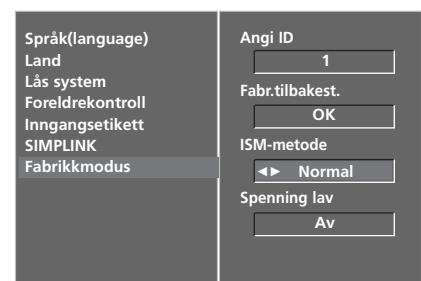 Språk(language)
Land
Lås system
Foreldrekontroll
Inngangsetikett
SIMPLINK
Fabrikkmodus
Angi ID
1
Fabr.tilbakest.
OK
ISM-metode
◄► Normal
Spenning lav
Av